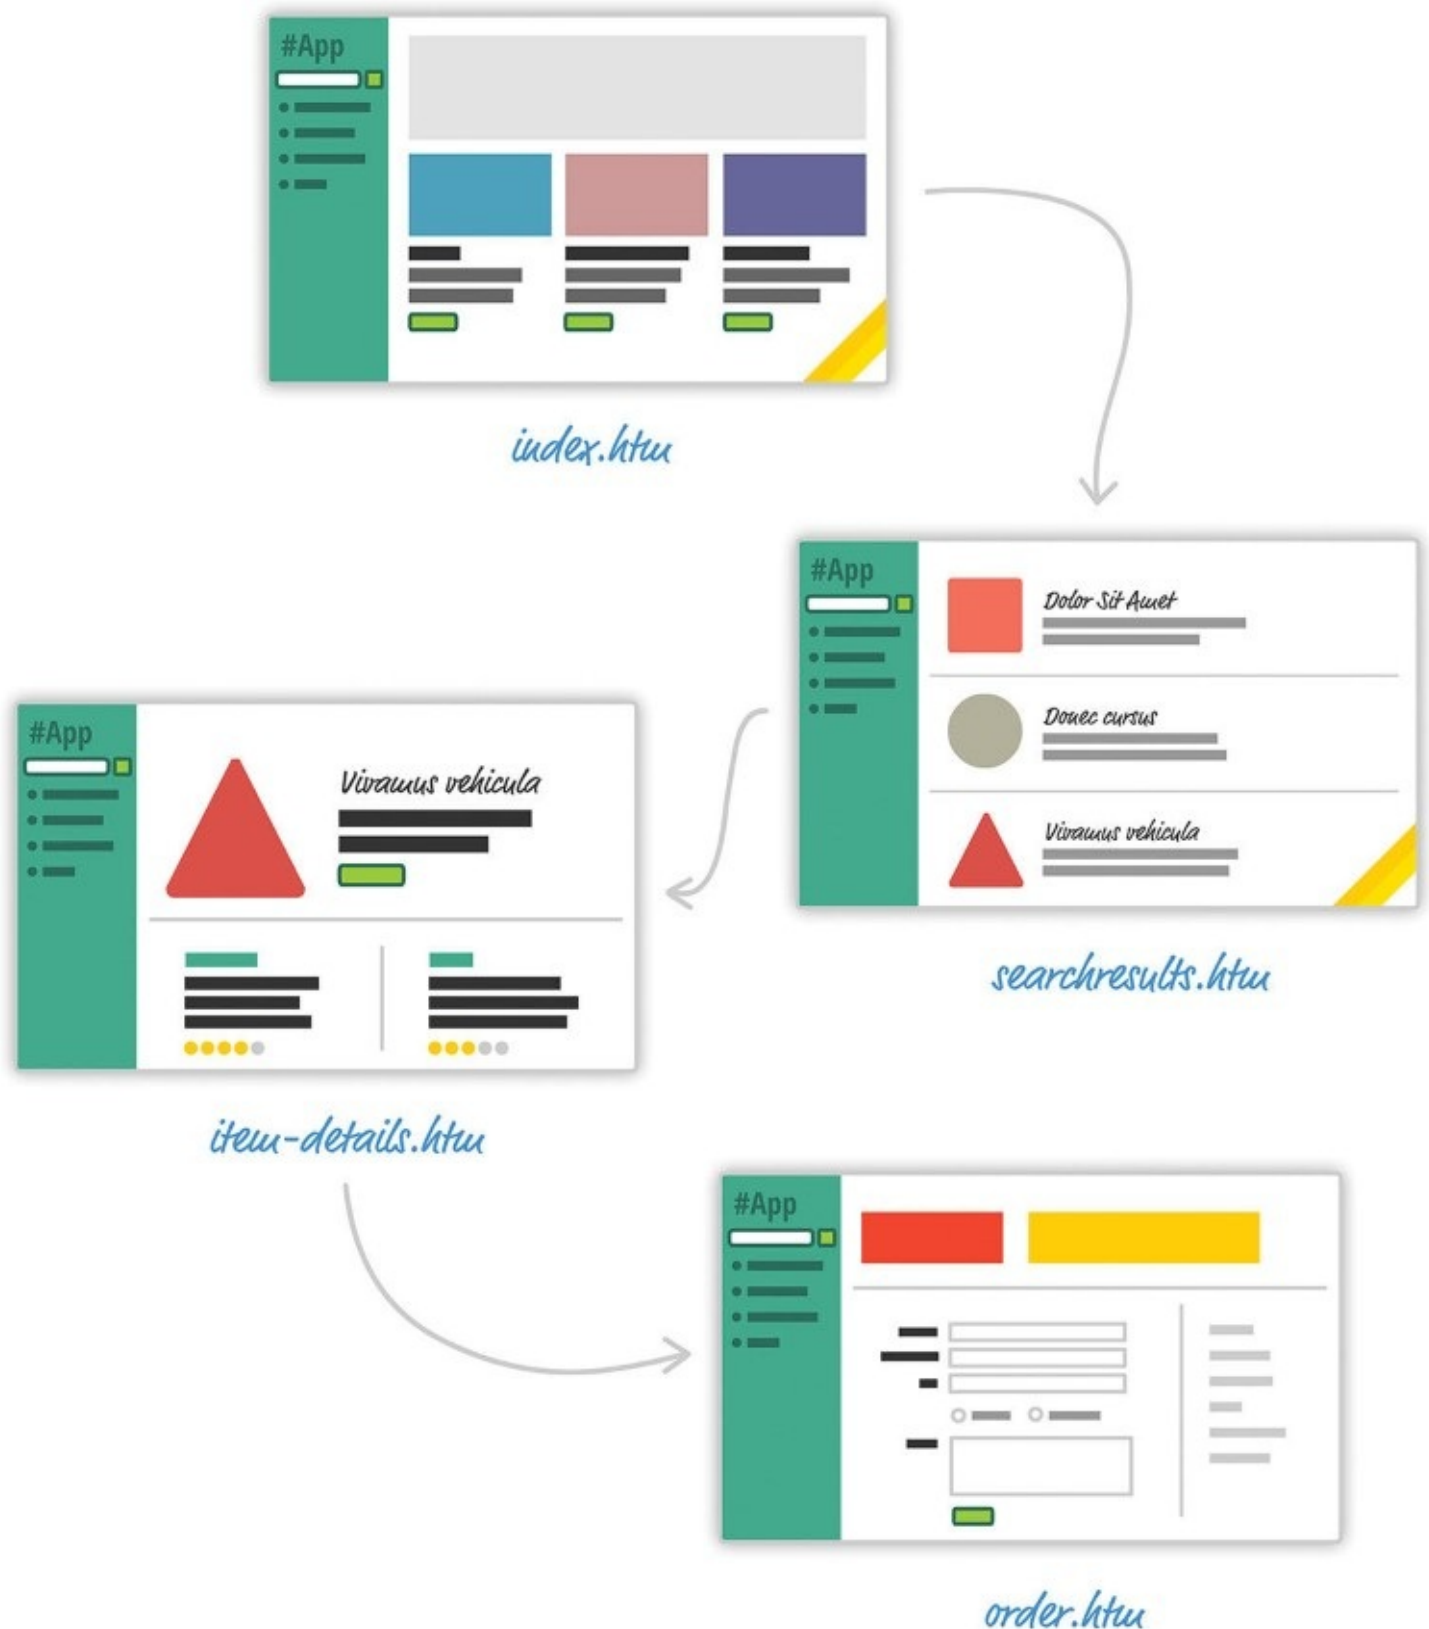 #App
index.htm
#App
Dolor Sit Amet
Donec cursus
Vivamus vehicula
searchresults.htm
#App
Vivamus vehicula
item-details.htm
#App
order.htm